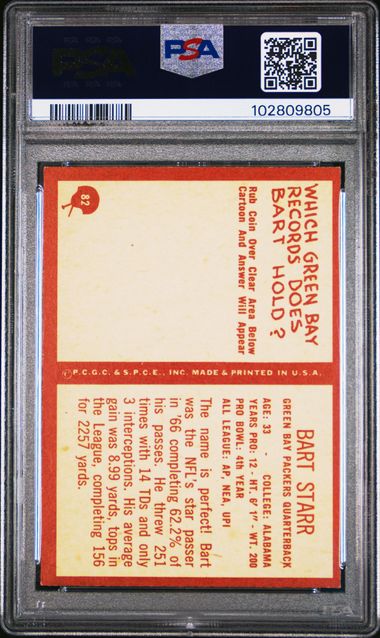 PSA
PSA
102809805
82
WHICH GREEN BAY
RECORDS DOES
BART HOLD?
Rub Coin Over Clear Area Below
Cartoon And Answer Will Appear
© P.C.G.C. & S.P.C.E., INC. MADE & PRINTED IN U.S.A.
BART STARR
GREEN BAY PACKERS QUARTERBACK
AGE: 33 - COLLEGE: ALABAMA
YEARS PRO: 12 - HT. 6' 1" - WT. 200
PRO BOWL: 4th YEAR
ALL LEAGUE: AP, NEA, UPI
The name is perfect! Bart
was the NFL's star passer
in '66 completing 62.2% of
his passes. He threw 251
times with 14 TDs and only
3 interceptions. His average
gain was 8.99 yards, tops in
the League, completing 156
for 2257 yards.